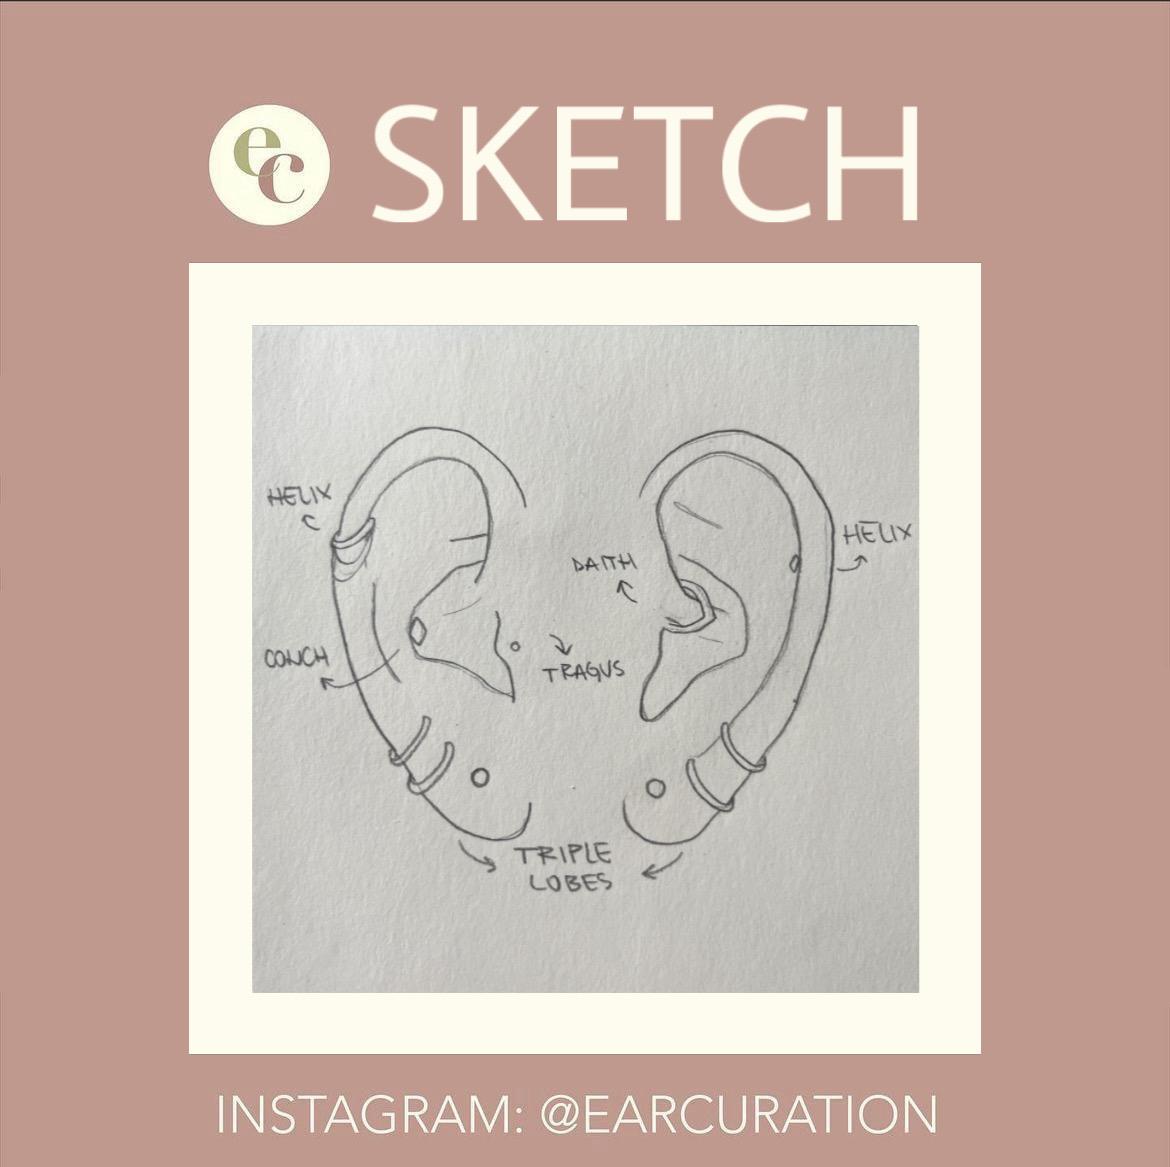 ec SKETCH
HELIX
HELIX
DAITH
CONCH
TRAGUS
TRIPLE
LOBES
INSTAGRAM: @EARCURATION